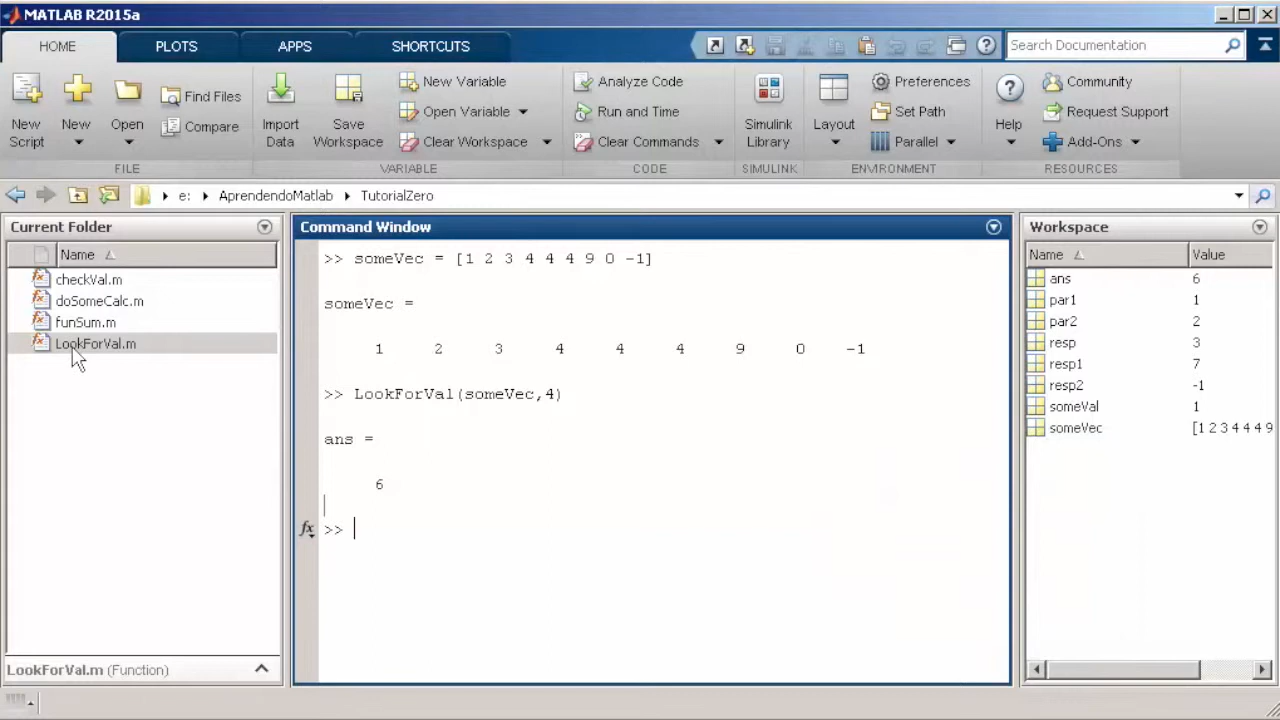 MATLAB R2015a
HOME PLOTS APPS SHORTCUTS Search Documentation
New Script
New
Open
Find Files
Compare
FILE
Import Data
Save Workspace
New Variable
Open Variable
Clear Workspace
VARIABLE
Analyze Code
Run and Time
Clear Commands
CODE
Simulink Library
SIMULINK
Layout
Preferences
Set Path
Parallel
ENVIRONMENT
Help
Community
Request Support
Add-Ons
RESOURCES
e: AprendendoMatlab TutorialZero
Current Folder
Name
checkVal.m
doSomeCalc.m
funSum.m
LookForVal.m
LookForVal.m (Function)
Command Window
>> someVec = [1 2 3 4 4 4 9 0 -1]
someVec =
1 2 3 4 4 4 9 0 -1
>> LookForVal(someVec,4)
ans =
6
fx >>
Workspace
Name Value
ans 6
par1 1
par2 2
resp 3
resp1 7
resp2 -1
someVal 1
someVec [1 2 3 4 4 4 9